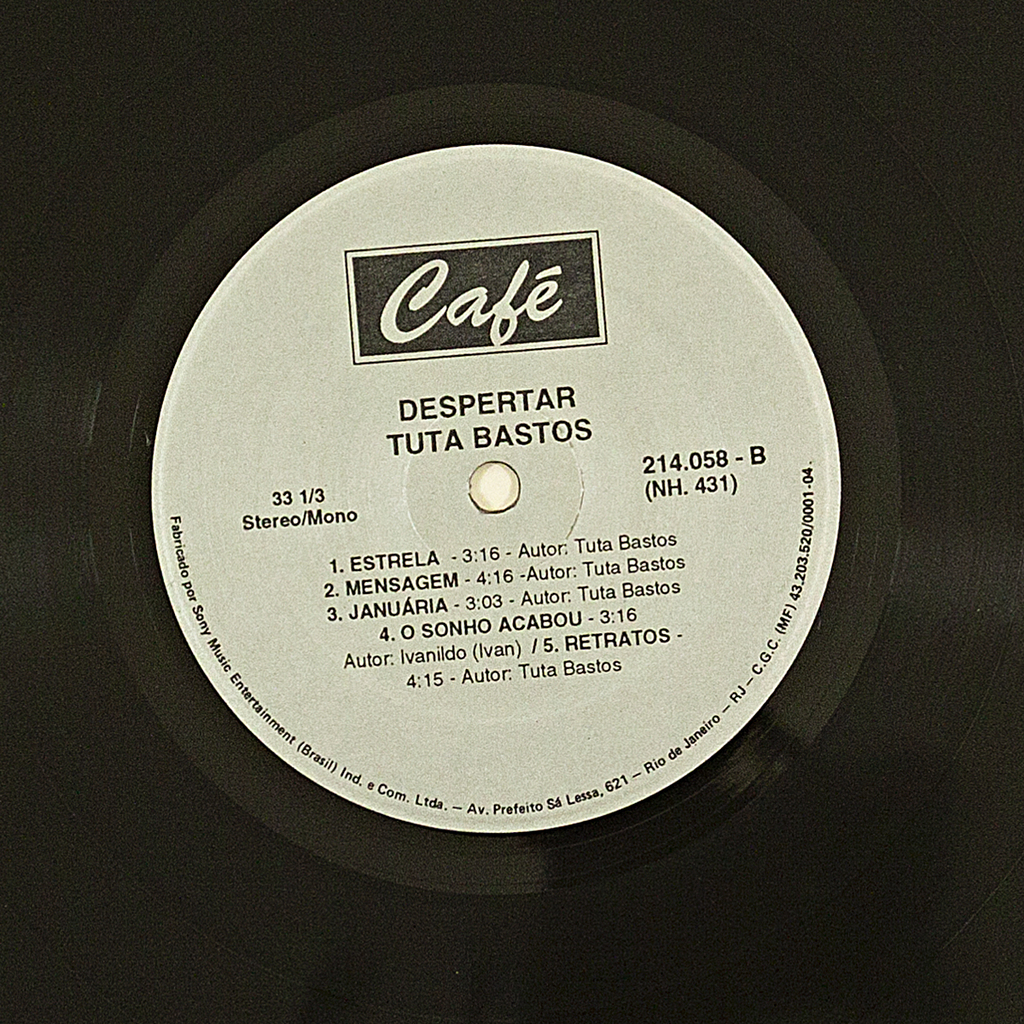 Café
DESPERTAR
TUTA BASTOS
214.058 - B
(NH. 431)
33 1/3
Stereo/Mono
1. ESTRELA - 3:16 - Autor: Tuta Bastos
2. MENSAGEM - 4:16 -Autor: Tuta Bastos
3. JANUÁRIA - 3:03 - Autor: Tuta Bastos
4. O SONHO ACABOU - 3:16
Autor: Ivanildo (Ivan) / 5. RETRATOS -
4:15 - Autor: Tuta Bastos
Fabricado por Sony Music Entertainment (Brasil) Ind. e Com. Ltda. – Av. Prefeito Sá Lessa, 621 – Rio de Janeiro – RJ – C.G.C. (MF) 43.203.520/0001-04.